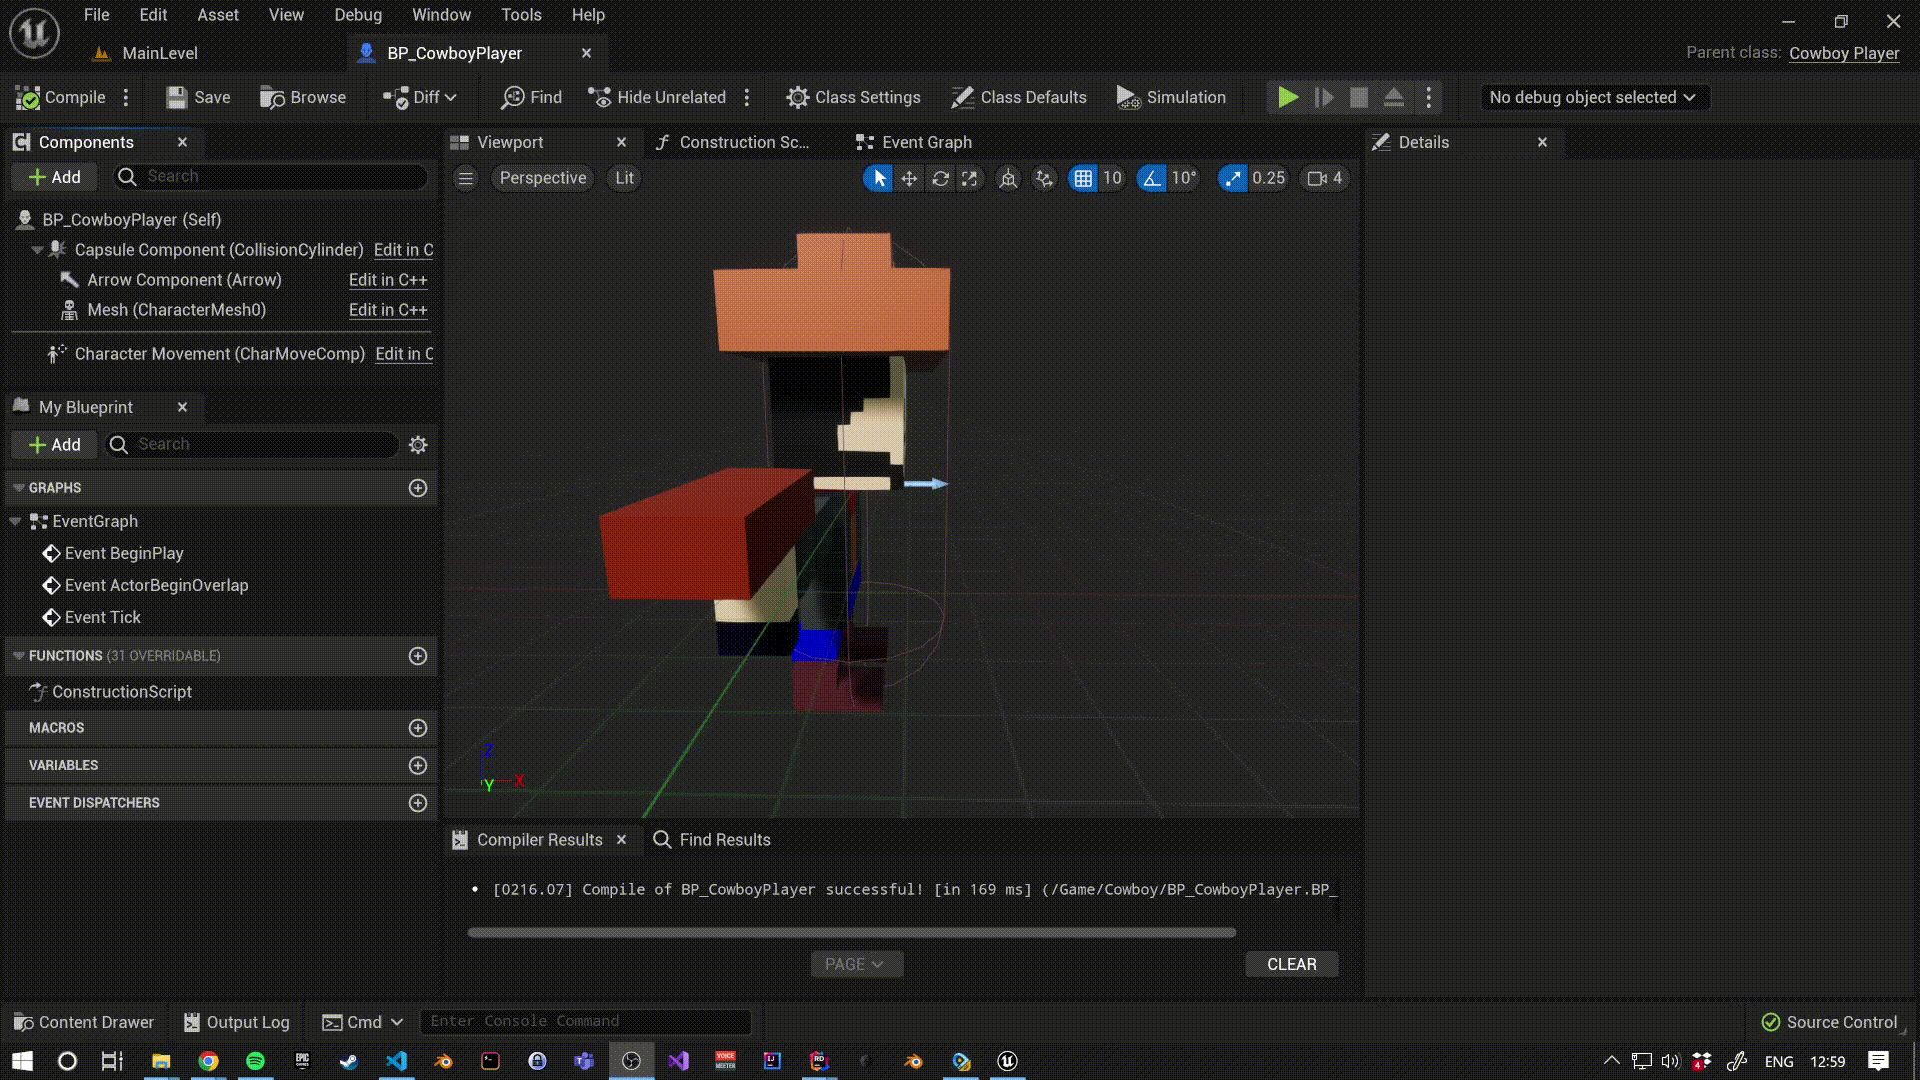 File Edit Asset View Debug Window Tools Help
MainLevel
BP_CowboyPlayer
Parent class: Cowboy Player
Compile Save Browse Diff Find Hide Unrelated Class Settings Class Defaults Simulation No debug object selected
Components
Add Search
BP_CowboyPlayer (Self)
Capsule Component (CollisionCylinder) Edit in C
Arrow Component (Arrow) Edit in C++
Mesh (CharacterMesh0) Edit in C++
Character Movement (CharMoveComp) Edit in C
My Blueprint
Add Search
GRAPHS
EventGraph
Event BeginPlay
Event ActorBeginOverlap
Event Tick
FUNCTIONS (31 OVERRIDABLE)
ConstructionScript
MACROS
VARIABLES
EVENT DISPATCHERS
Viewport Construction Sc... Event Graph
Perspective Lit 10 10° 0.25 4
Z
Y X
Compiler Results Find Results
[0216.07] Compile of BP_CowboyPlayer successful! [in 169 ms] (/Game/Cowboy/BP_CowboyPlayer.BP_
PAGE CLEAR
Details
Content Drawer Output Log Cmd Enter Console Command Source Control
ENG 12:59